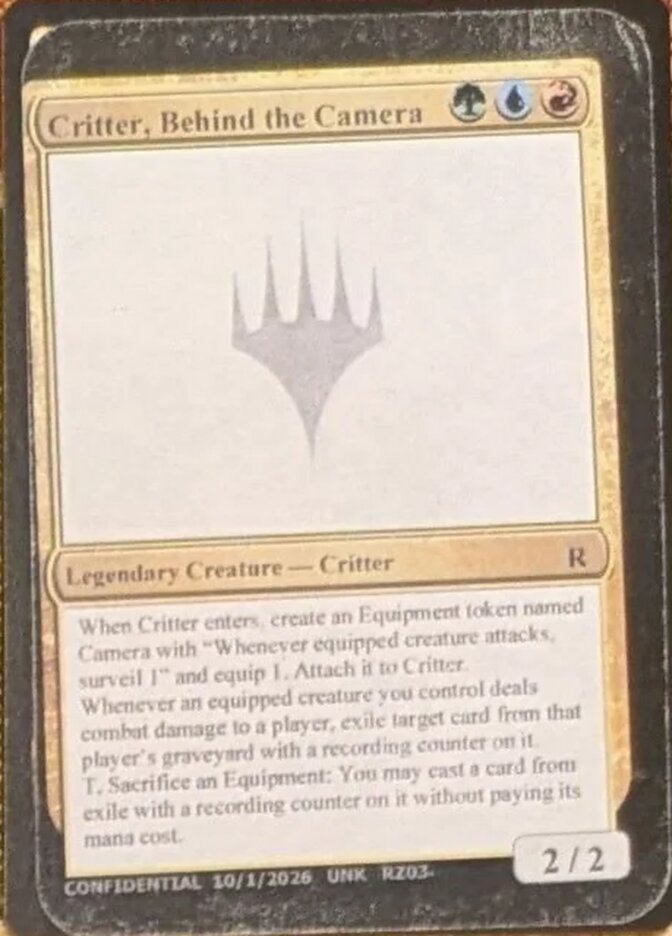 Critter, Behind the Camera
Legendary Creature — Critter R
When Critter enters, create an Equipment token named
Camera with “Whenever equipped creature attacks,
surveil 1” and equip 1. Attach it to Critter.
Whenever an equipped creature you control deals
combat damage to a player, exile target card from that
player’s graveyard with a recording counter on it.
T, Sacrifice an Equipment: You may cast a card from
exile with a recording counter on it without paying its
mana cost.
2 / 2
CONFIDENTIAL 10/1/2026 UNK RZ03